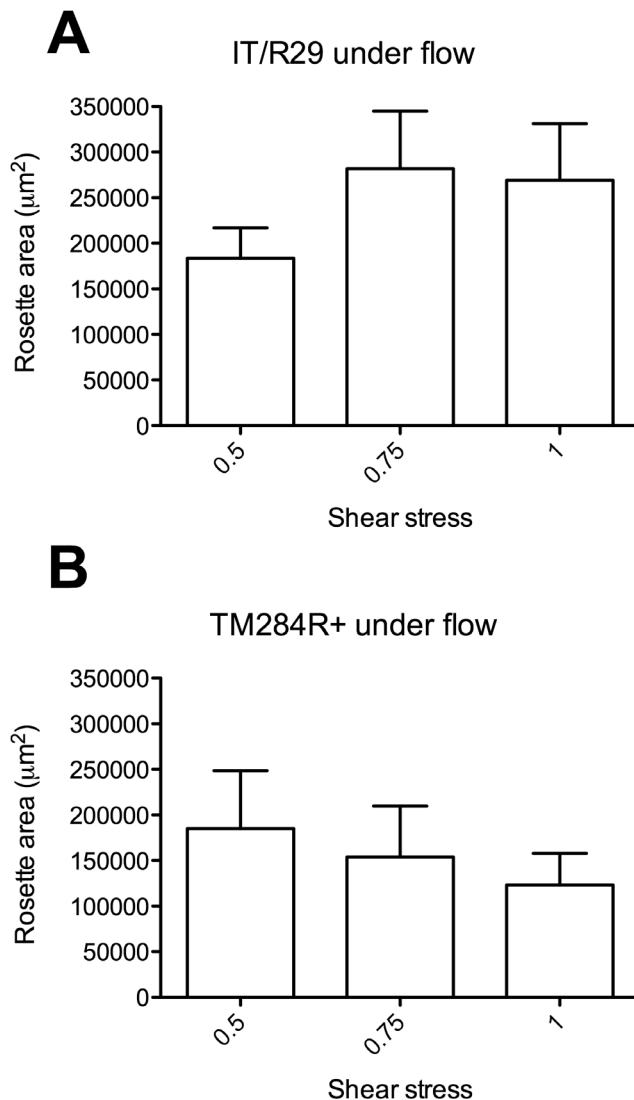 A
IT/R29 under flow
350000
300000
250000
200000
150000
100000
50000
0
Rosette area (μm²)
0.5
0.75
1
Shear stress
B
TM284R+ under flow
350000
300000
250000
200000
150000
100000
50000
0
Rosette area (μm²)
0.5
0.75
1
Shear stress